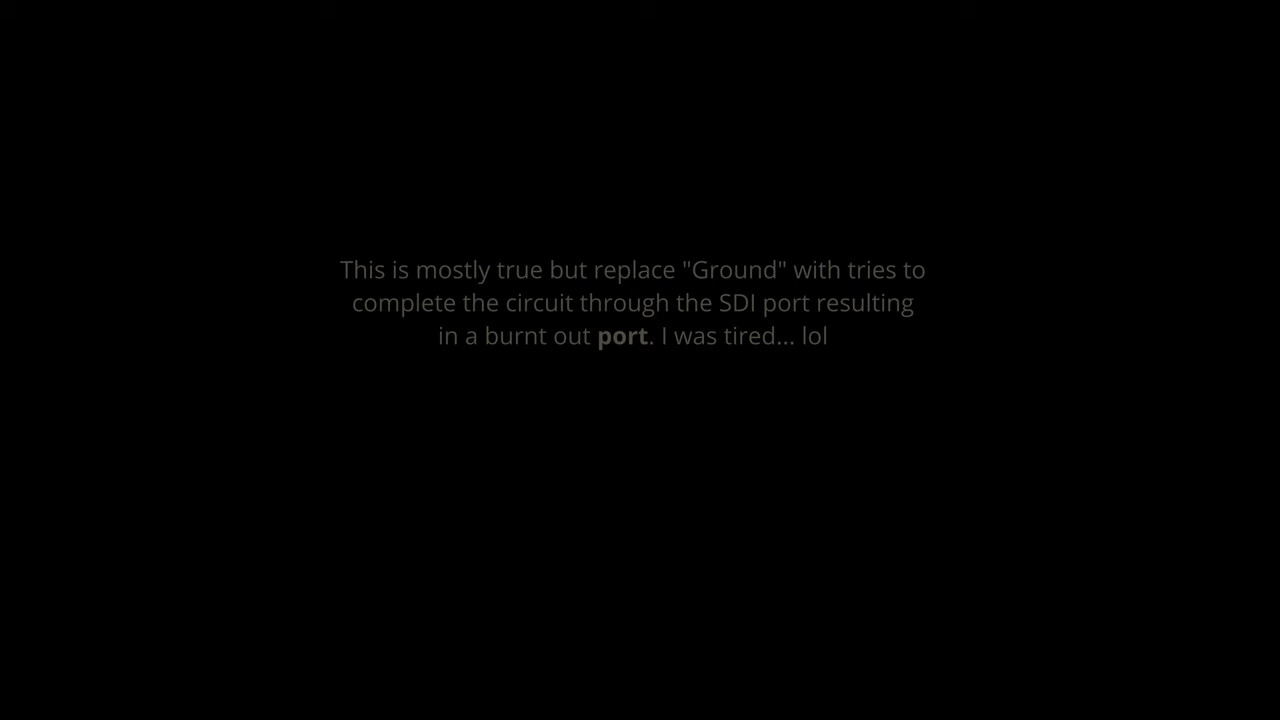 This is mostly true but replace "Ground" with tries to
complete the circuit through the SDI port resulting
in a burnt out port. I was tired... lol